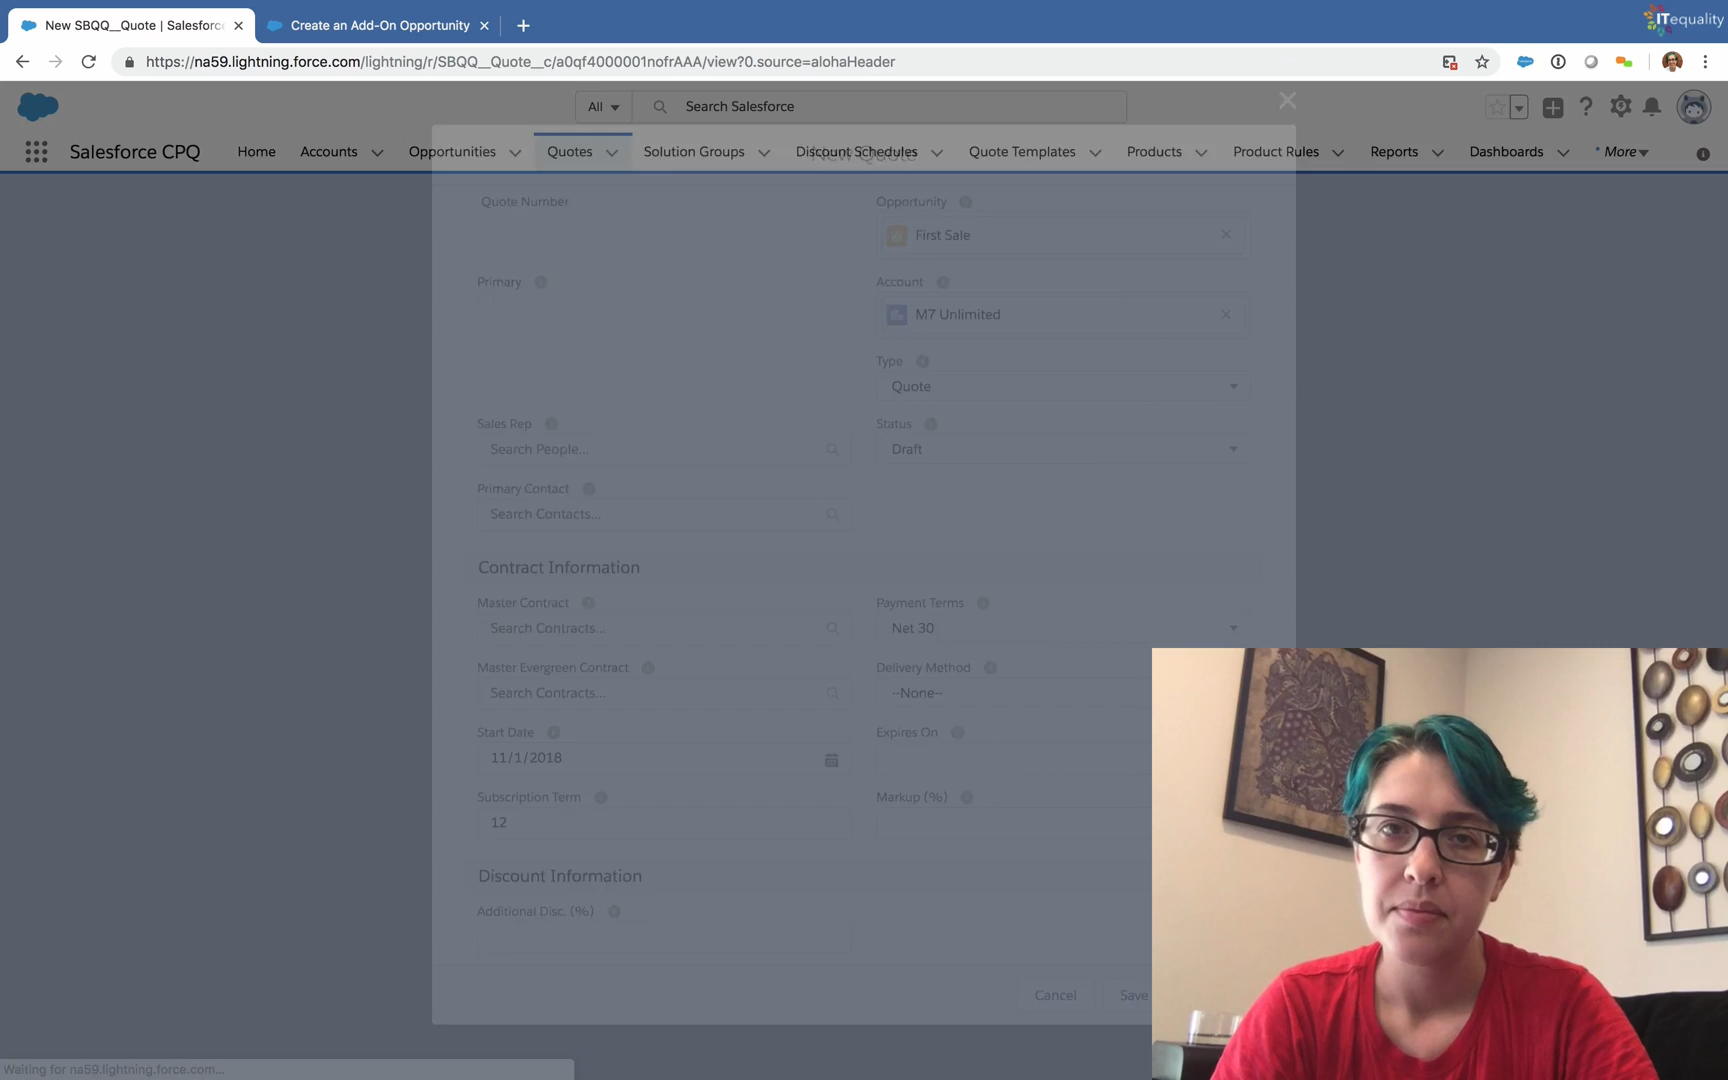 New SBQQ__Quote | Salesforc
Create an Add-On Opportunity
ITequality
https://na59.lightning.force.com/lightning/r/SBQQ__Quote__c/a0qf4000001nofrAAA/view?0.source=alohaHeader
All
Search Salesforce
Salesforce CPQ
Home
Accounts
Opportunities
Quotes
Solution Groups
Discount Schedules
Quote Templates
Products
Product Rules
Reports
Dashboards
* More
New Quote
Quote Number
Opportunity
First Sale
Primary
Account
M7 Unlimited
Type
Quote
Sales Rep
Search People...
Status
Draft
Primary Contact
Search Contacts...
Contract Information
Master Contract
Search Contracts...
Payment Terms
Net 30
Master Evergreen Contract
Search Contracts...
Delivery Method
--None--
Start Date
11/1/2018
Expires On
Subscription Term
12
Markup (%)
Discount Information
Additional Disc. (%)
Cancel
Save
Waiting for na59.lightning.force.com...